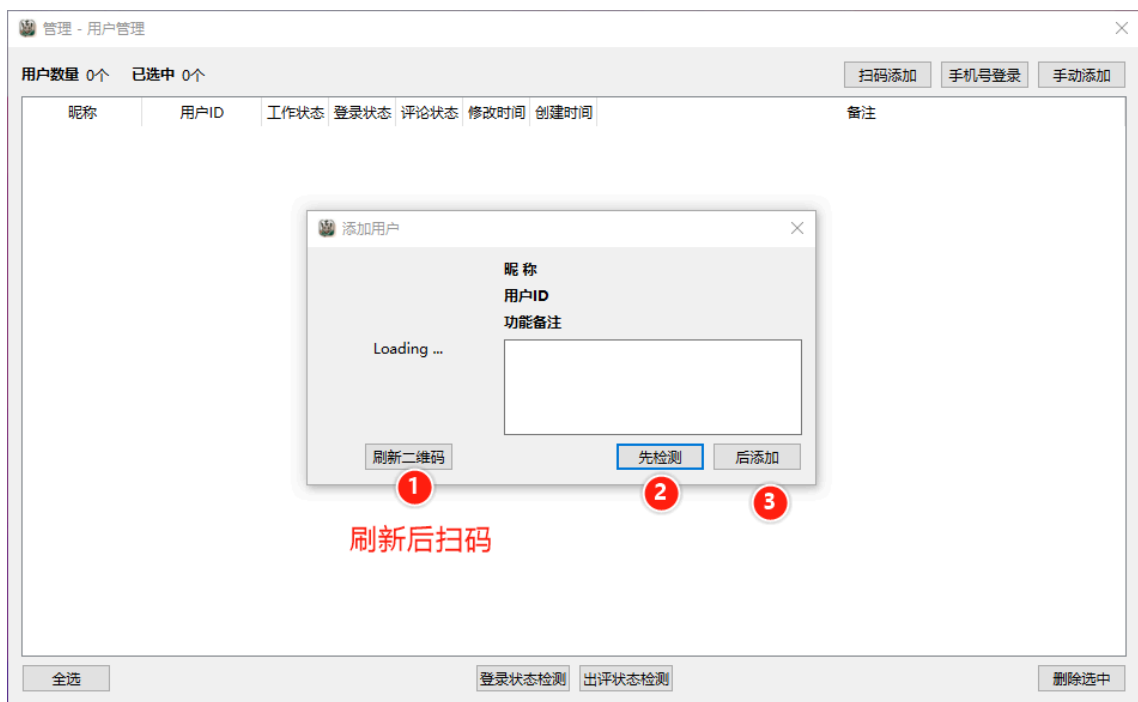 管理 - 用户管理
用户数量 0个 已选中 0个 扫码添加 手机号登录 手动添加
昵称 用户ID 工作状态 登录状态 评论状态 修改时间 创建时间 备注
添加用户
昵 称
用户ID
功能备注
Loading ...
刷新二维码 先检测 后添加
1 2 3
刷新后扫码
全选 登录状态检测 出评状态检测 删除选中